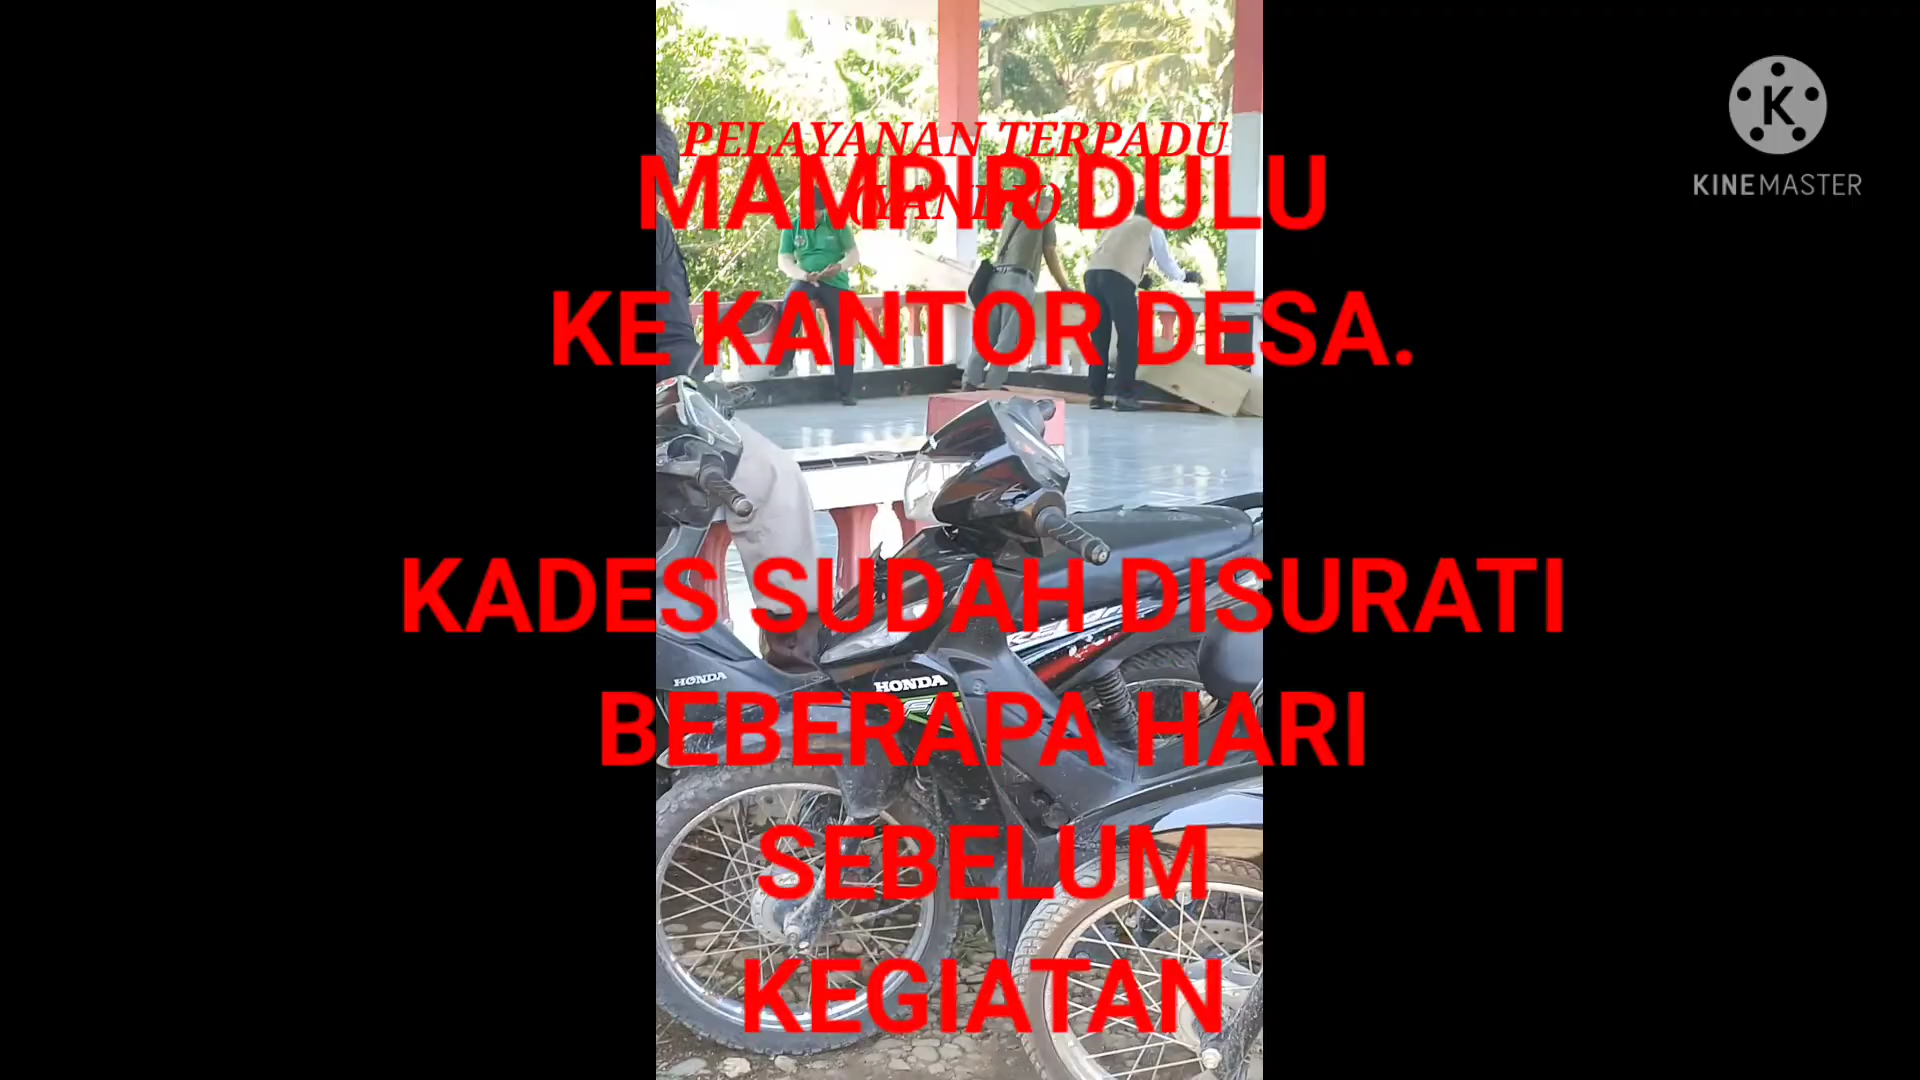 PELAYANAN TERPADU
MAMPIR DULU
KE KANTOR DESA.
KADES SUDAH DISURATI
BEBERAPA HARI
SEBELUM
KEGIATAN
KINEMASTER
HONDA
HONDA